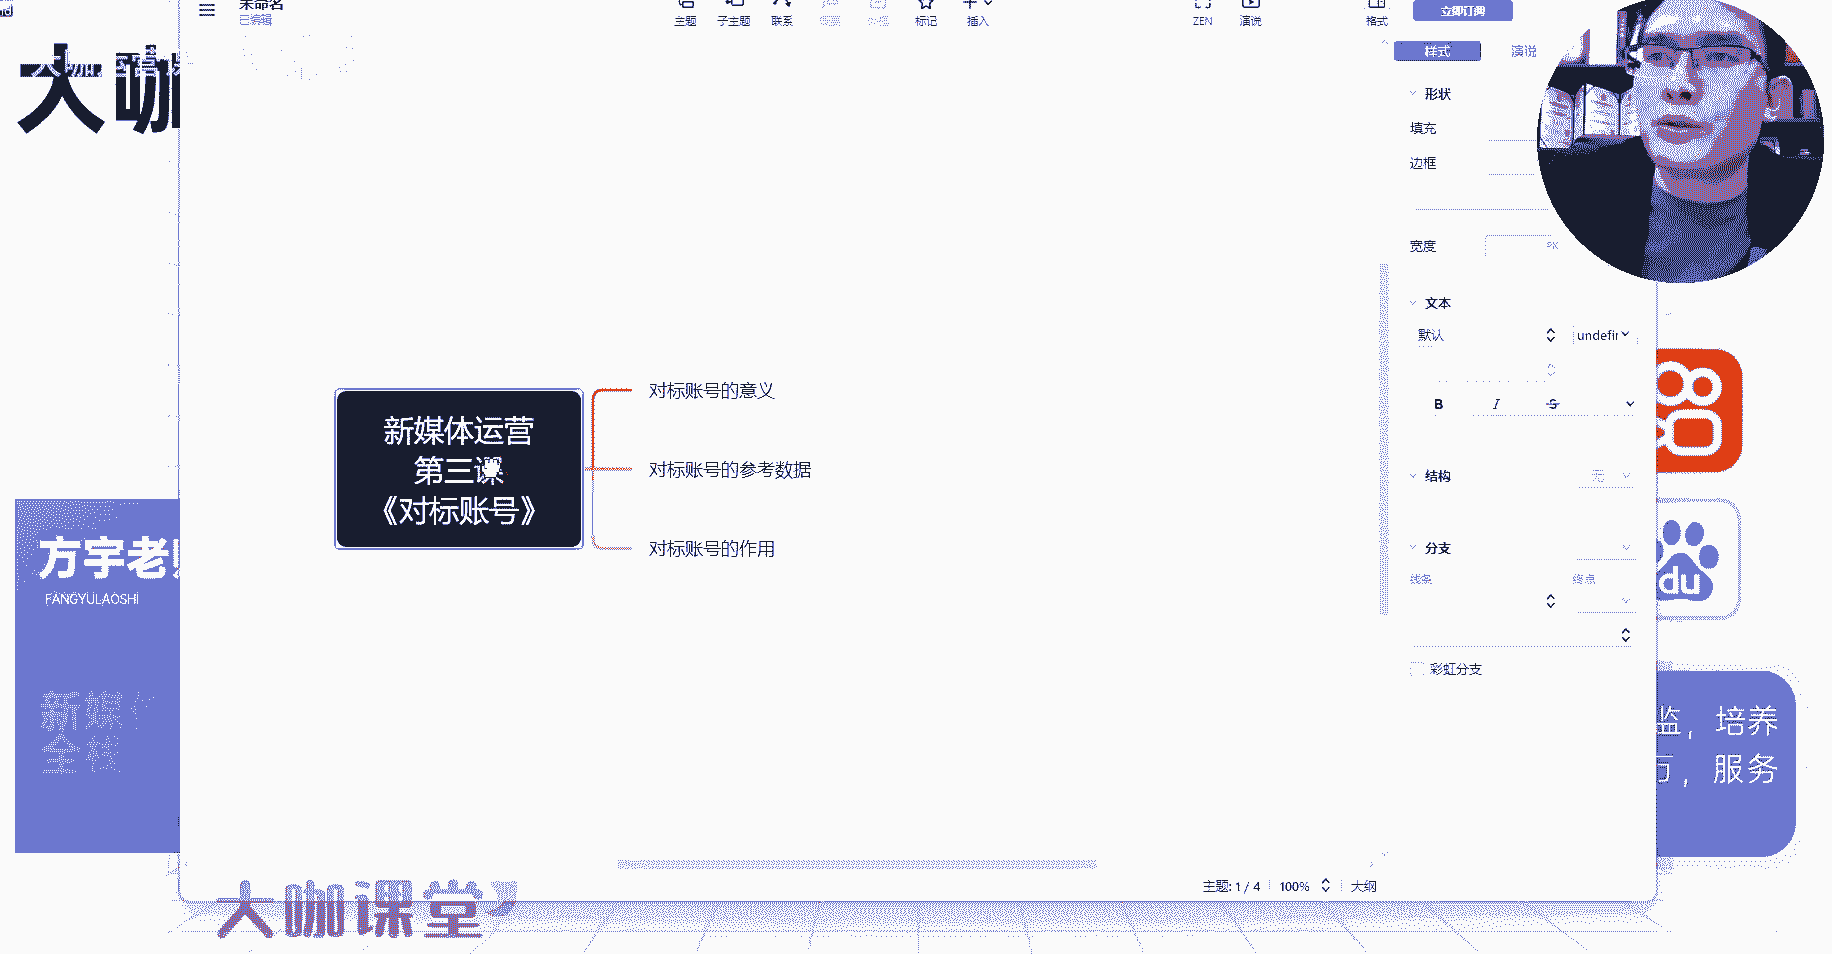 未命名
已编辑
主题
子主题
联系
标记
插入
ZEN
演说
格式
立即订阅
大咖
样式
演说
形状
填充
边框
宽度
文本
默认
undefir
B I S
结构
无
分支
线条
终点
彩虹分支
新媒体运营
第三课
《对标账号》
对标账号的意义
对标账号的参考数据
对标账号的作用
方宇老
FANGYULAOSHI
新媒
全栈
du
监，培养
万，服务
主题: 1 / 4
100%
大纲
大咖课堂